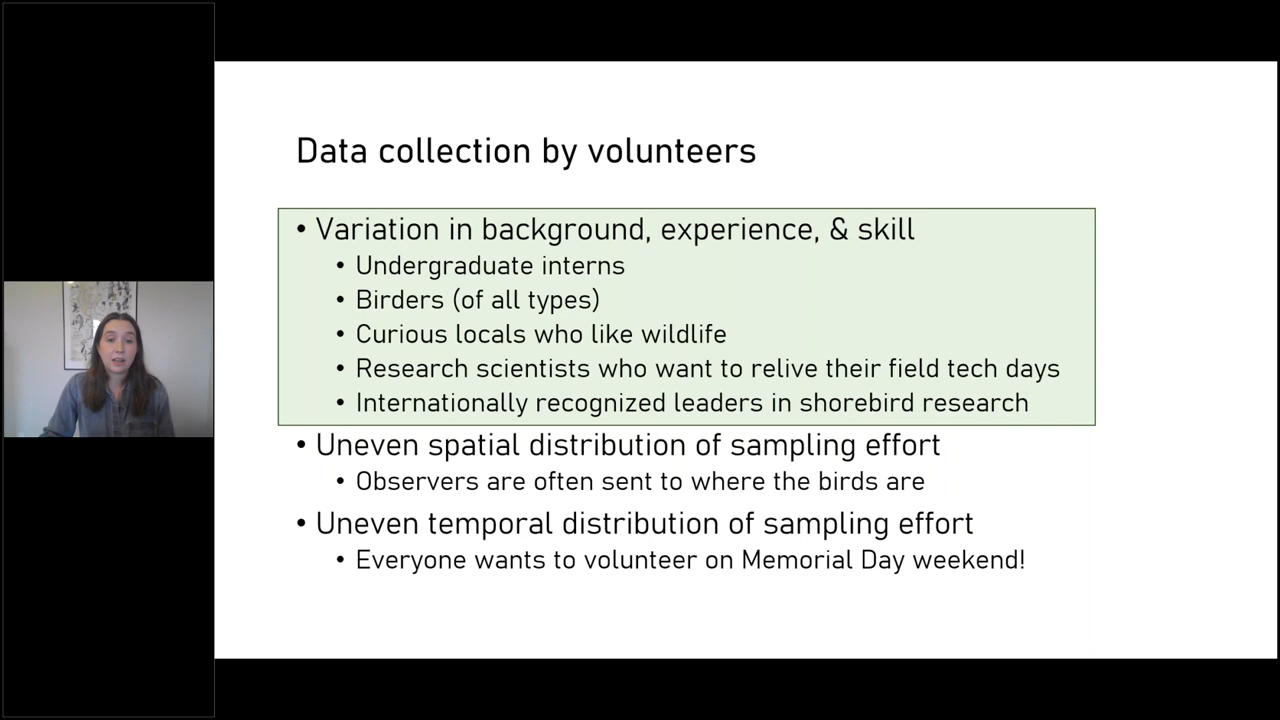 Data collection by volunteers
• Variation in background, experience, & skill
• Undergraduate interns
• Birders (of all types)
• Curious locals who like wildlife
• Research scientists who want to relive their field tech days
• Internationally recognized leaders in shorebird research
• Uneven spatial distribution of sampling effort
• Observers are often sent to where the birds are
• Uneven temporal distribution of sampling effort
• Everyone wants to volunteer on Memorial Day weekend!